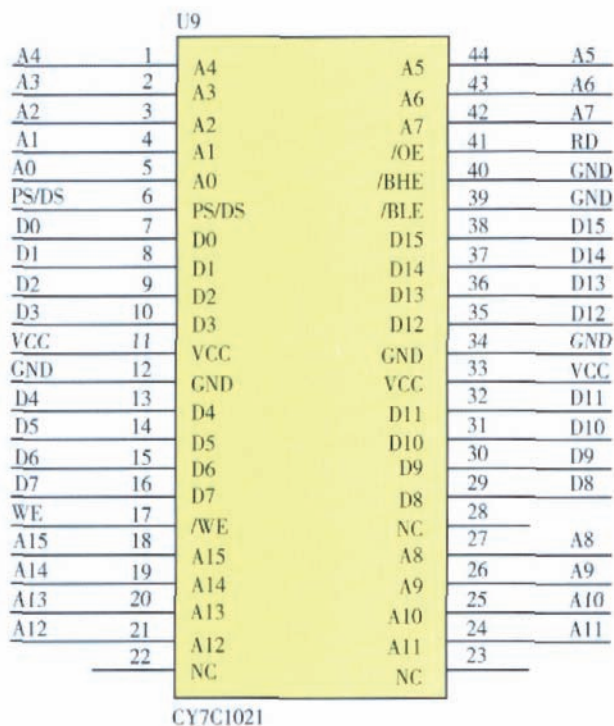 U9
A4 1 A4 A5 44 A5
A3 2 A3 A6 43 A6
A2 3 A2 A7 42 A7
A1 4 A1 /OE 41 RD
A0 5 A0 /BHE 40 GND
PS/DS 6 PS/DS /BLE 39 GND
D0 7 D0 D15 38 D15
D1 8 D1 D14 37 D14
D2 9 D2 D13 36 D13
D3 10 D3 D12 35 D12
VCC 11 VCC GND 34 GND
GND 12 GND VCC 33 VCC
D4 13 D4 D11 32 D11
D5 14 D5 D10 31 D10
D6 15 D6 D9 30 D9
D7 16 D7 D8 29 D8
WE 17 /WE NC 28
A15 18 A15 A8 27 A8
A14 19 A14 A9 26 A9
A13 20 A13 A10 25 A10
A12 21 A12 A11 24 A11
22 NC NC 23
CY7C1021